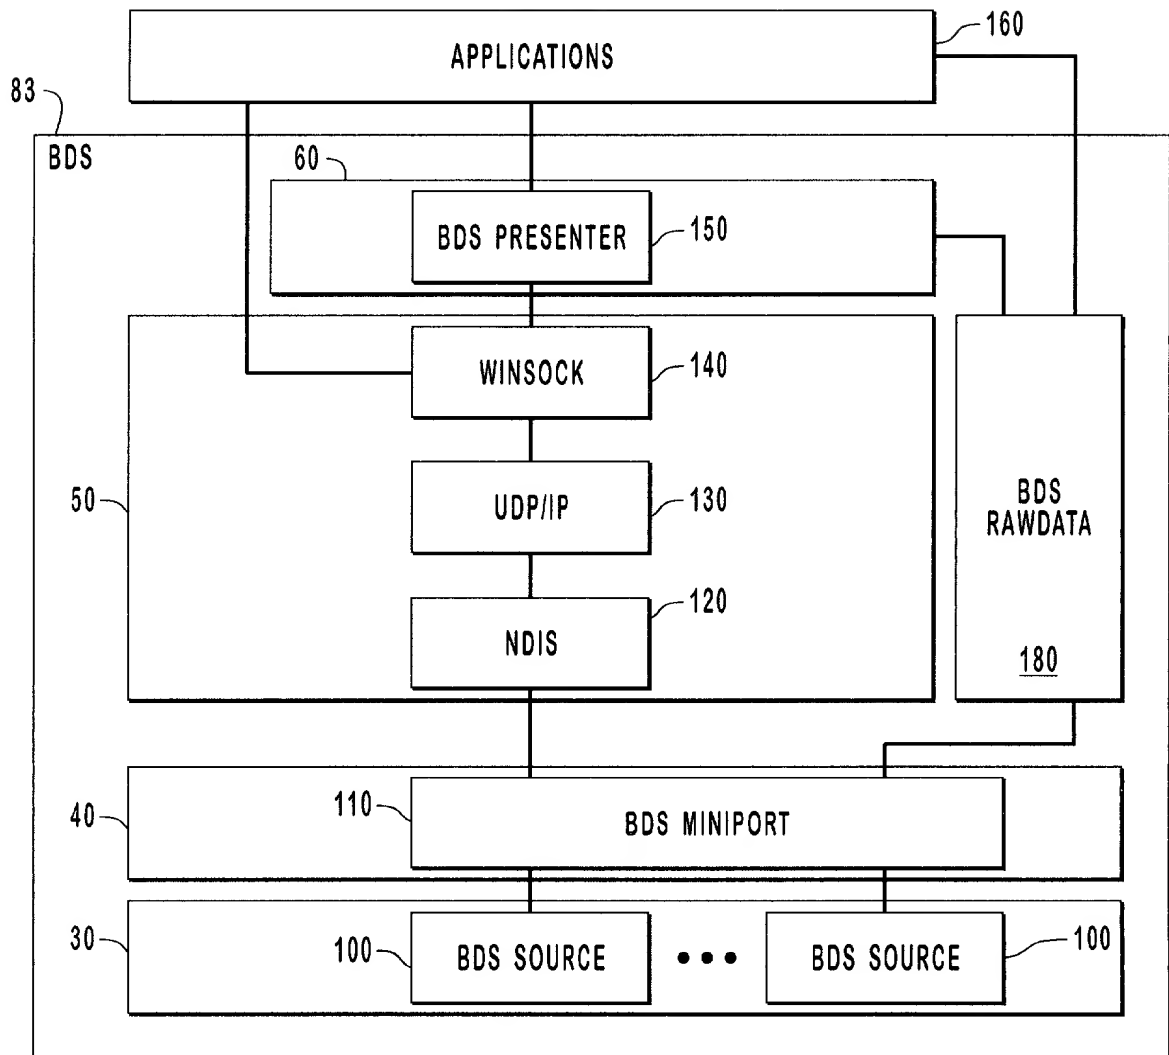 160
APPLICATIONS
83
BDS
60
BDS PRESENTER
150
WINSOCK
140
50
UDP/IP
130
BDS
RAWDATA
NDIS
120
180
40
110
BDS MINIPORT
30
100
BDS SOURCE
BDS SOURCE
100